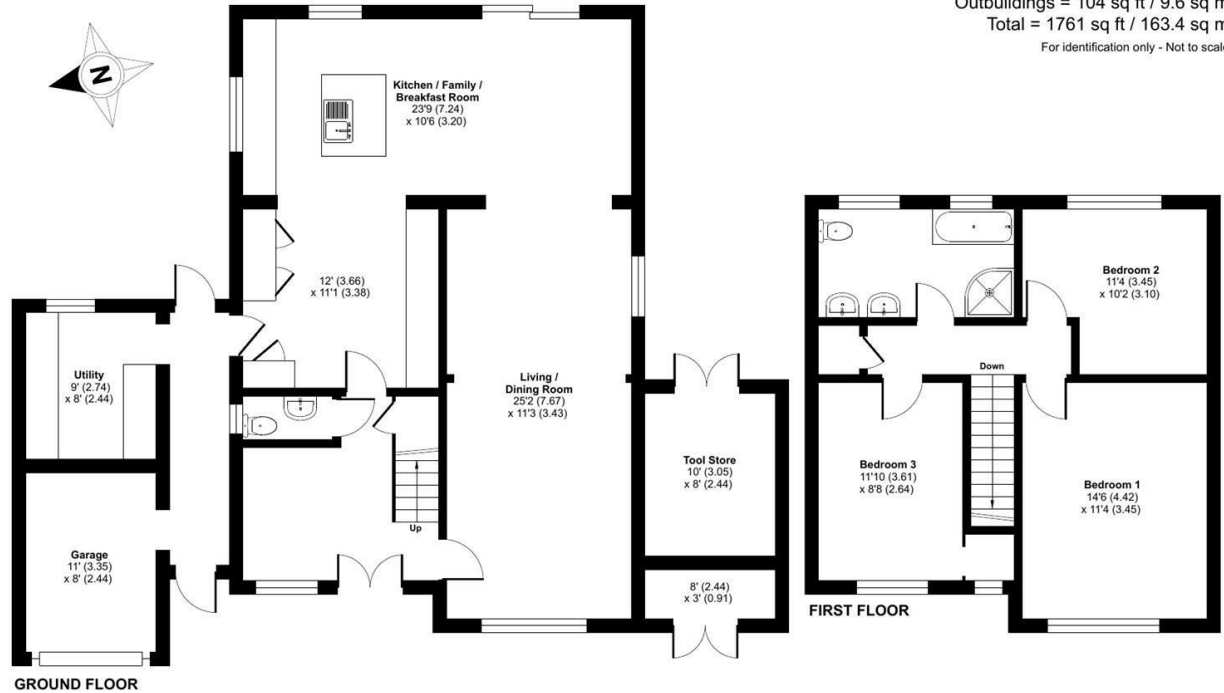 Outbuildings = 104 sq ft / 9.6 sq m
Total = 1761 sq ft / 163.4 sq m
For identification only - Not to scale
N
Kitchen / Family /
Breakfast Room
23'9 (7.24)
x 10'6 (3.20)
12' (3.66)
x 11'1 (3.38)
Utility
9' (2.74)
x 8' (2.44)
Living /
Dining Room
25'2 (7.67)
x 11'3 (3.43)
Up
Garage
11' (3.35)
x 8' (2.44)
Tool Store
10' (3.05)
x 8' (2.44)
8' (2.44)
x 3' (0.91)
GROUND FLOOR
Bedroom 2
11'4 (3.45)
x 10'2 (3.10)
Down
Bedroom 3
11'10 (3.61)
x 8'8 (2.64)
Bedroom 1
14'6 (4.42)
x 11'4 (3.45)
FIRST FLOOR